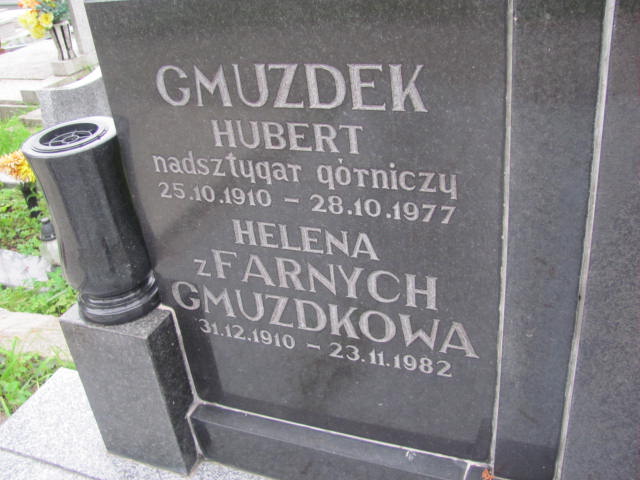 GMUZDEK
HUBERT
nadsztygar górniczy
25.10.1910 – 28.10.1977
HELENA
z FARNYCH
GMUZDKOWA
31.12.1910 – 23.11.1982